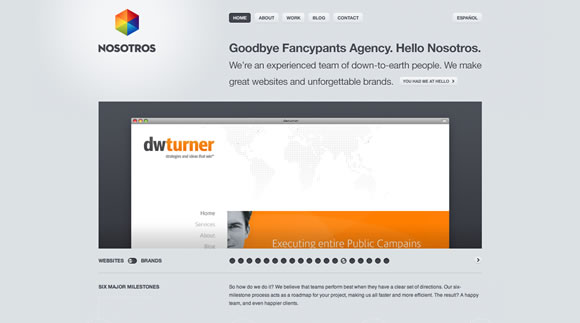 NOSOTROS
HOME ABOUT WORK BLOG CONTACT ESPAÑOL
Goodbye Fancypants Agency. Hello Nosotros.
We're an experienced team of down-to-earth people. We make
great websites and unforgettable brands. YOU HAD ME AT HELLO
dwturner
dwturner
strategies and ideas that win
Home
Services
About
Blog
Executing entire Public Campains
WEBSITES BRANDS
SIX MAJOR MILESTONES
So how do we do it? We believe that teams perform best when they have a clear set of directions. Our six-
milestone process acts as a roadmap for your project, making us all faster and more efficient. The result? A happy
team, and even happier clients.